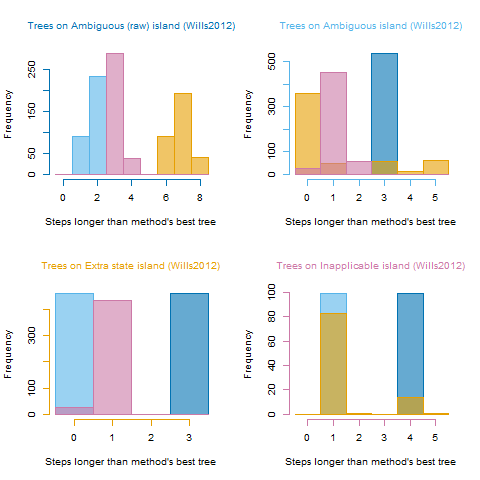 Trees on Ambiguous (raw) island (Wills2012)
Frequency
0 50 150 250
0 2 4 6 8
Steps longer than method's best tree
Trees on Ambiguous island (Wills2012)
Frequency
0 100 300 500
0 1 2 3 4 5
Steps longer than method's best tree
Trees on Extra state island (Wills2012)
Frequency
0 100 300
0 1 2 3
Steps longer than method's best tree
Trees on Inapplicable island (Wills2012)
Frequency
0 20 40 60 80 100
0 1 2 3 4 5
Steps longer than method's best tree